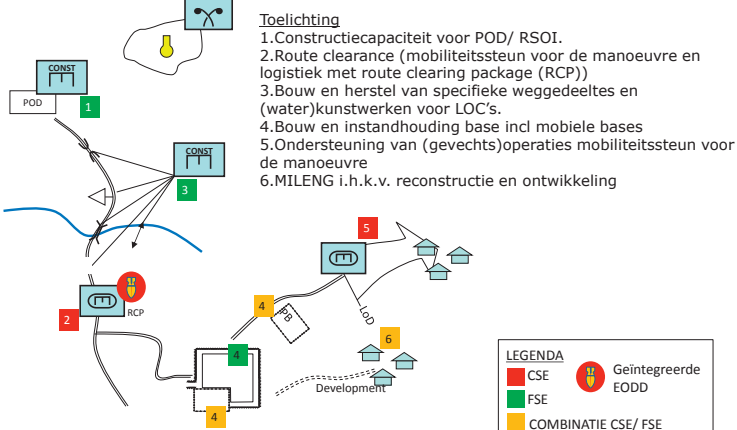 Toelichting
1.Constructiecapaciteit voor POD/ RSOI.
2.Route clearance (mobiliteitssteun voor de manoeuvre en
logistiek met route clearing package (RCP))
3.Bouw en herstel van specifieke weggedeeltes en
(water)kunstwerken voor LOC's.
4.Bouw en instandhouding base incl mobiele bases
5.Ondersteuning van (gevechts)operaties mobiliteitssteun voor
de manoeuvre
6.MILENG i.h.k.v. reconstructie en ontwikkeling
CONST
POD
1
CONST
3
5
RCP
2
4
PB
LoD
6
4
4
Development
LEGENDA
CSE
FSE
COMBINATIE CSE/ FSE
Geïntegreerde
EODD